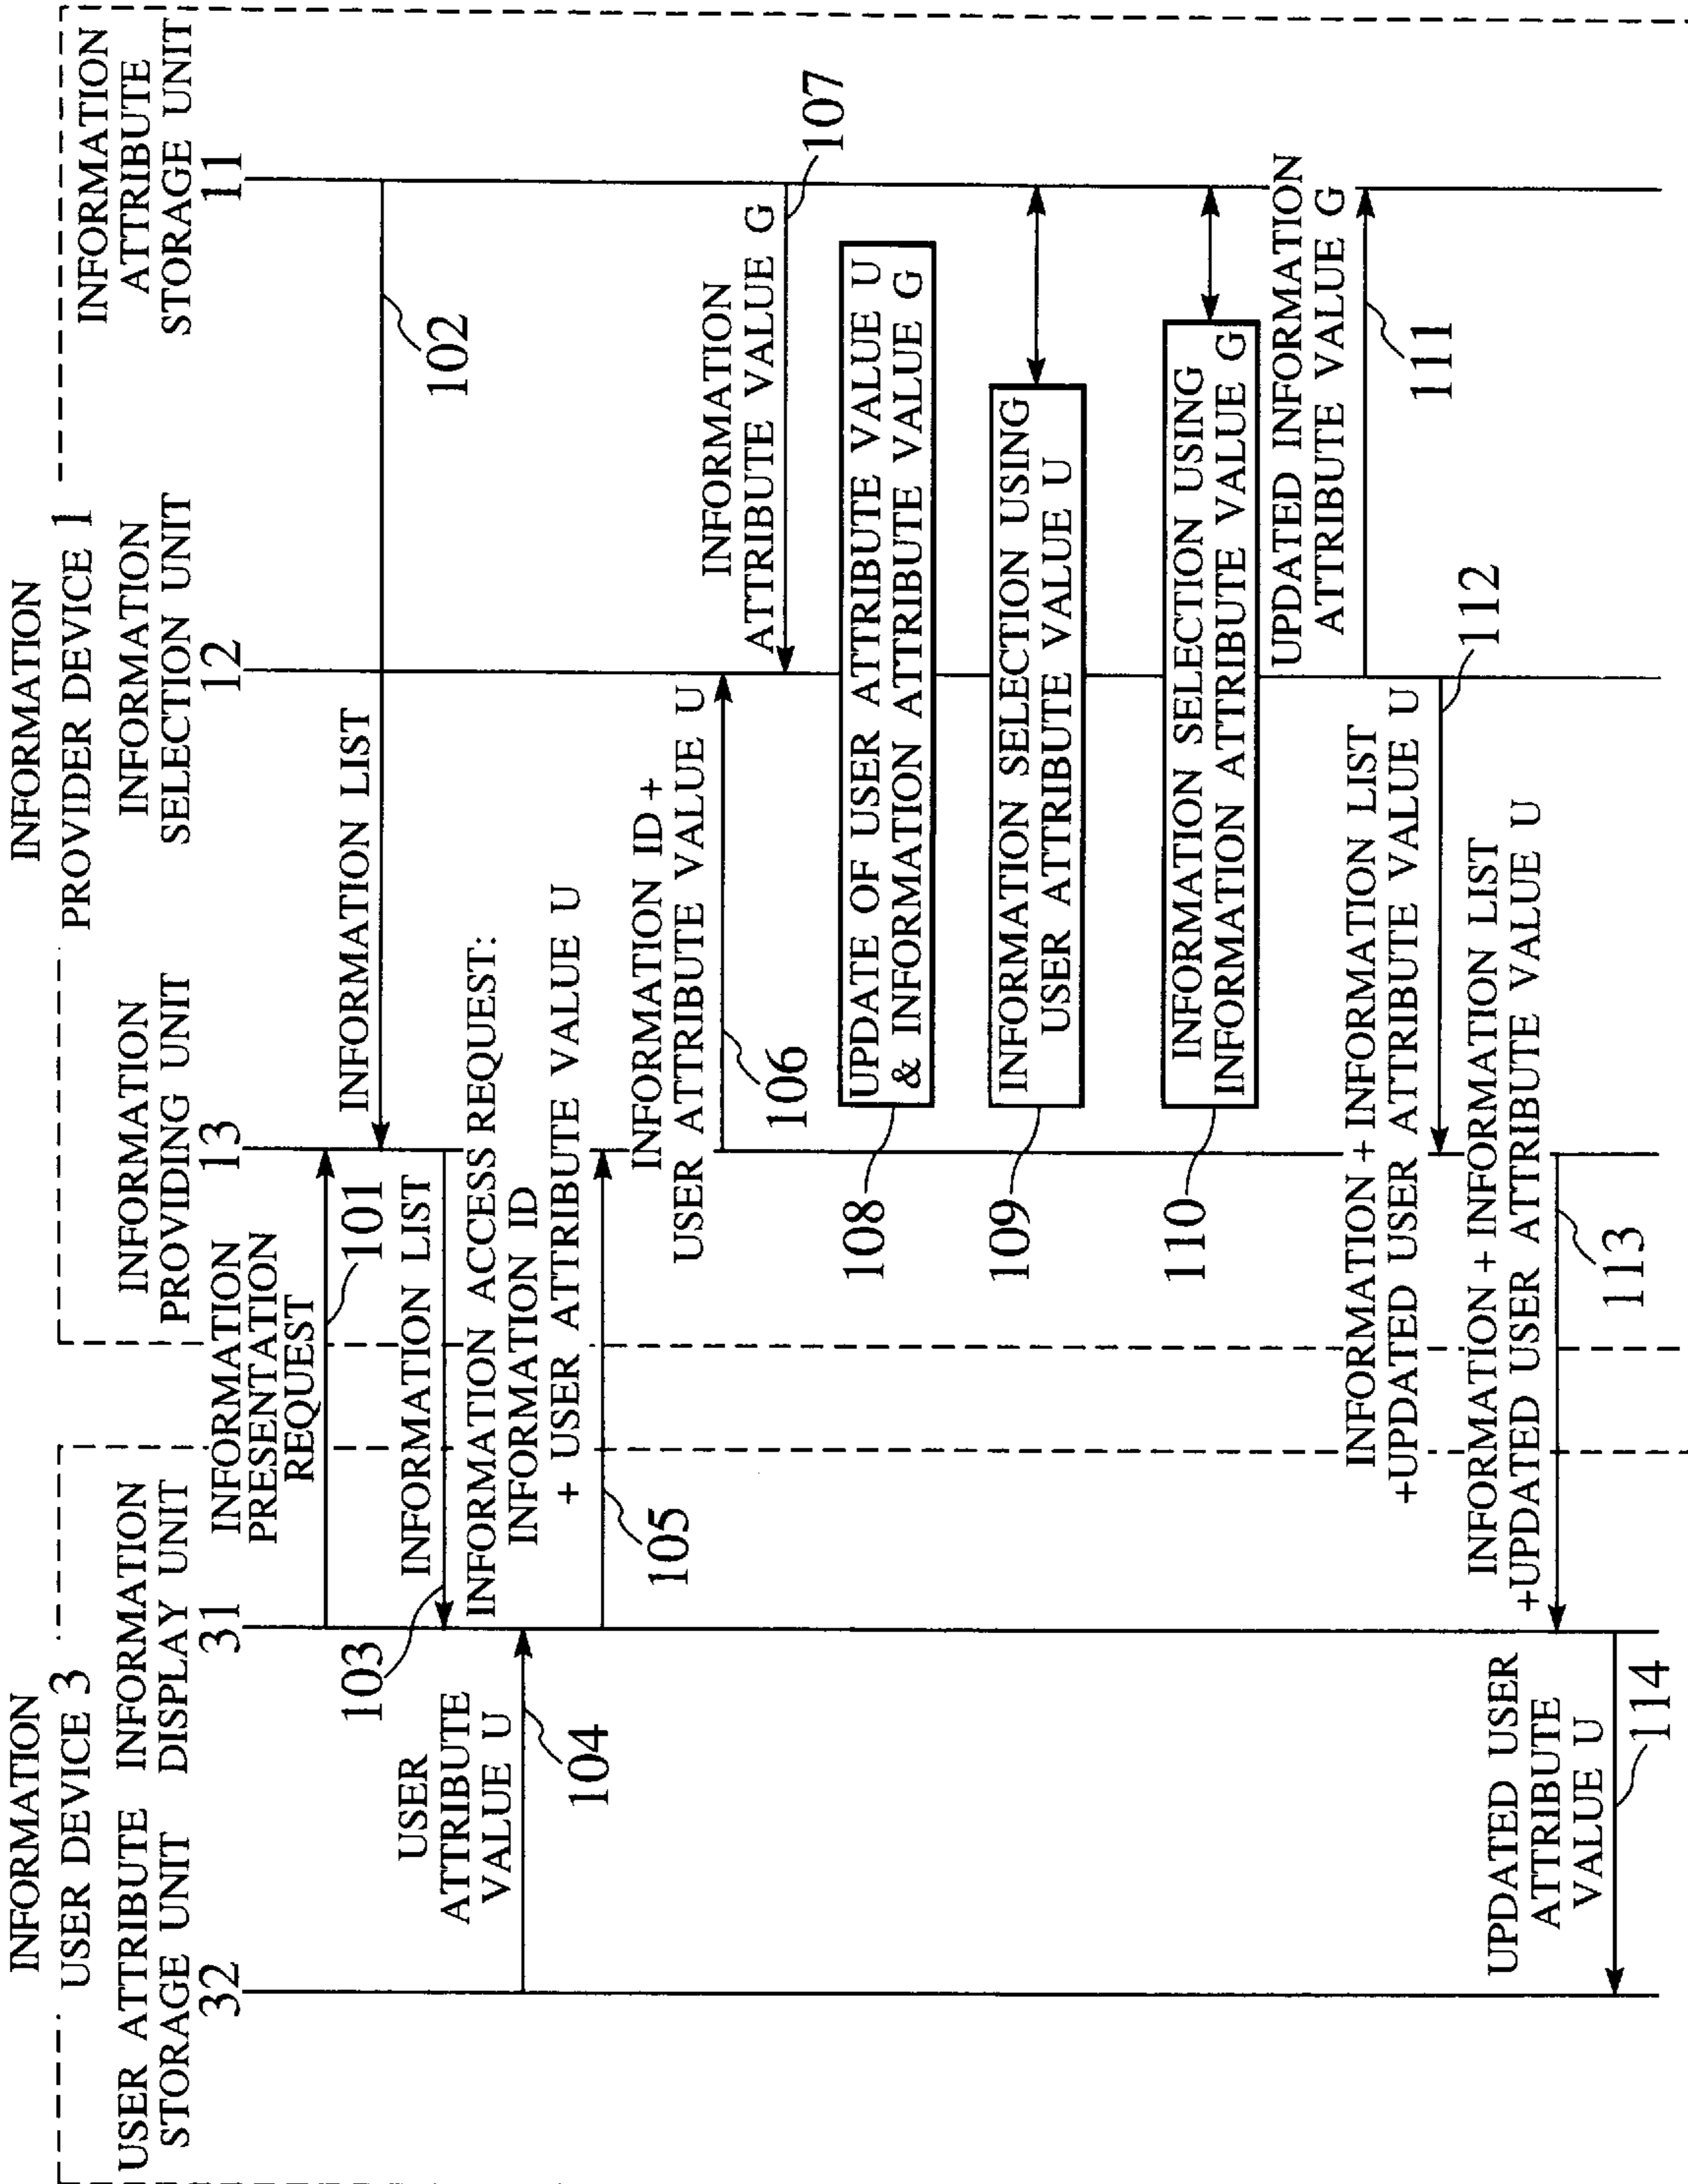 INFORMATION
USER DEVICE 3
USER ATTRIBUTE
STORAGE UNIT
32
INFORMATION
DISPLAY UNIT
31
INFORMATION
PROVIDER DEVICE 1
INFORMATION
PROVIDING UNIT
13
INFORMATION
SELECTION UNIT
12
INFORMATION
ATTRIBUTE
STORAGE UNIT
11
INFORMATION
PRESENTATION
REQUEST
101
INFORMATION LIST
102
INFORMATION LIST
103
USER
ATTRIBUTE
VALUE U
104
INFORMATION ACCESS REQUEST:
INFORMATION ID
+ USER ATTRIBUTE VALUE U
105
INFORMATION ID +
USER ATTRIBUTE VALUE U
106
INFORMATION
ATTRIBUTE VALUE G
107
UPDATE OF USER ATTRIBUTE VALUE U
& INFORMATION ATTRIBUTE VALUE G
108
INFORMATION SELECTION USING
USER ATTRIBUTE VALUE U
109
INFORMATION SELECTION USING
INFORMATION ATTRIBUTE VALUE G
110
UPDATED INFORMATION
ATTRIBUTE VALUE G
111
INFORMATION + INFORMATION LIST
+UPDATED USER ATTRIBUTE VALUE U
112
INFORMATION + INFORMATION LIST
+UPDATED USER ATTRIBUTE VALUE U
113
UPDATED USER
ATTRIBUTE
VALUE U
114